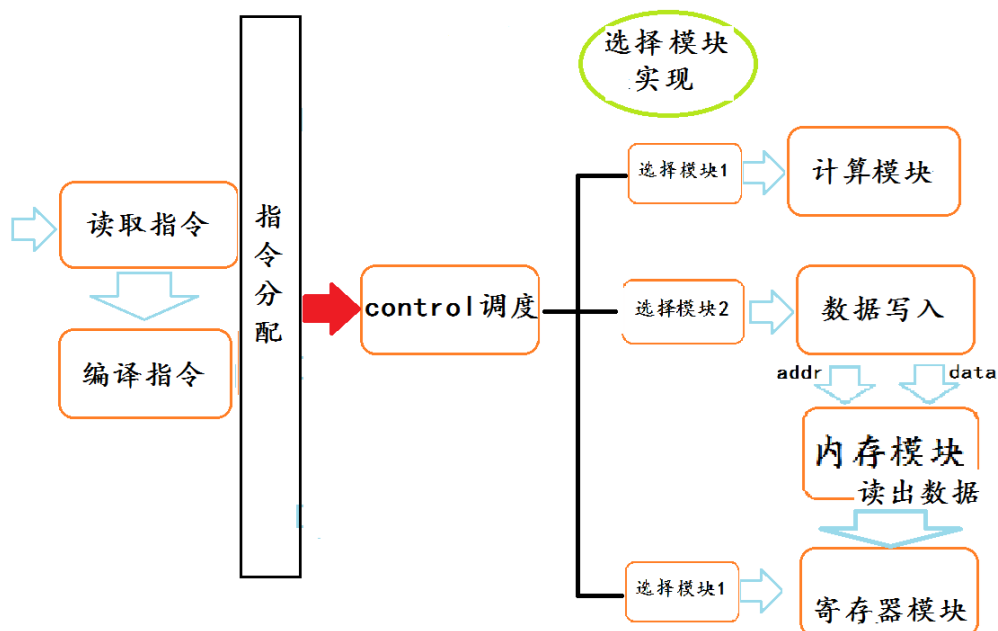 选择模块
实现
选择模块1
计算模块
读取指令
指
令
分
配
control调度
选择模块2
数据写入
编译指令
addr
data
内存模块
读出数据
选择模块1
寄存器模块